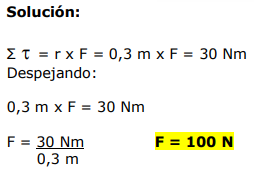 Solución:
Σ τ = r x F = 0,3 m x F = 30 Nm
Despejando:
0,3 m x F = 30 Nm
F = 30 Nm F = 100 N
0,3 m